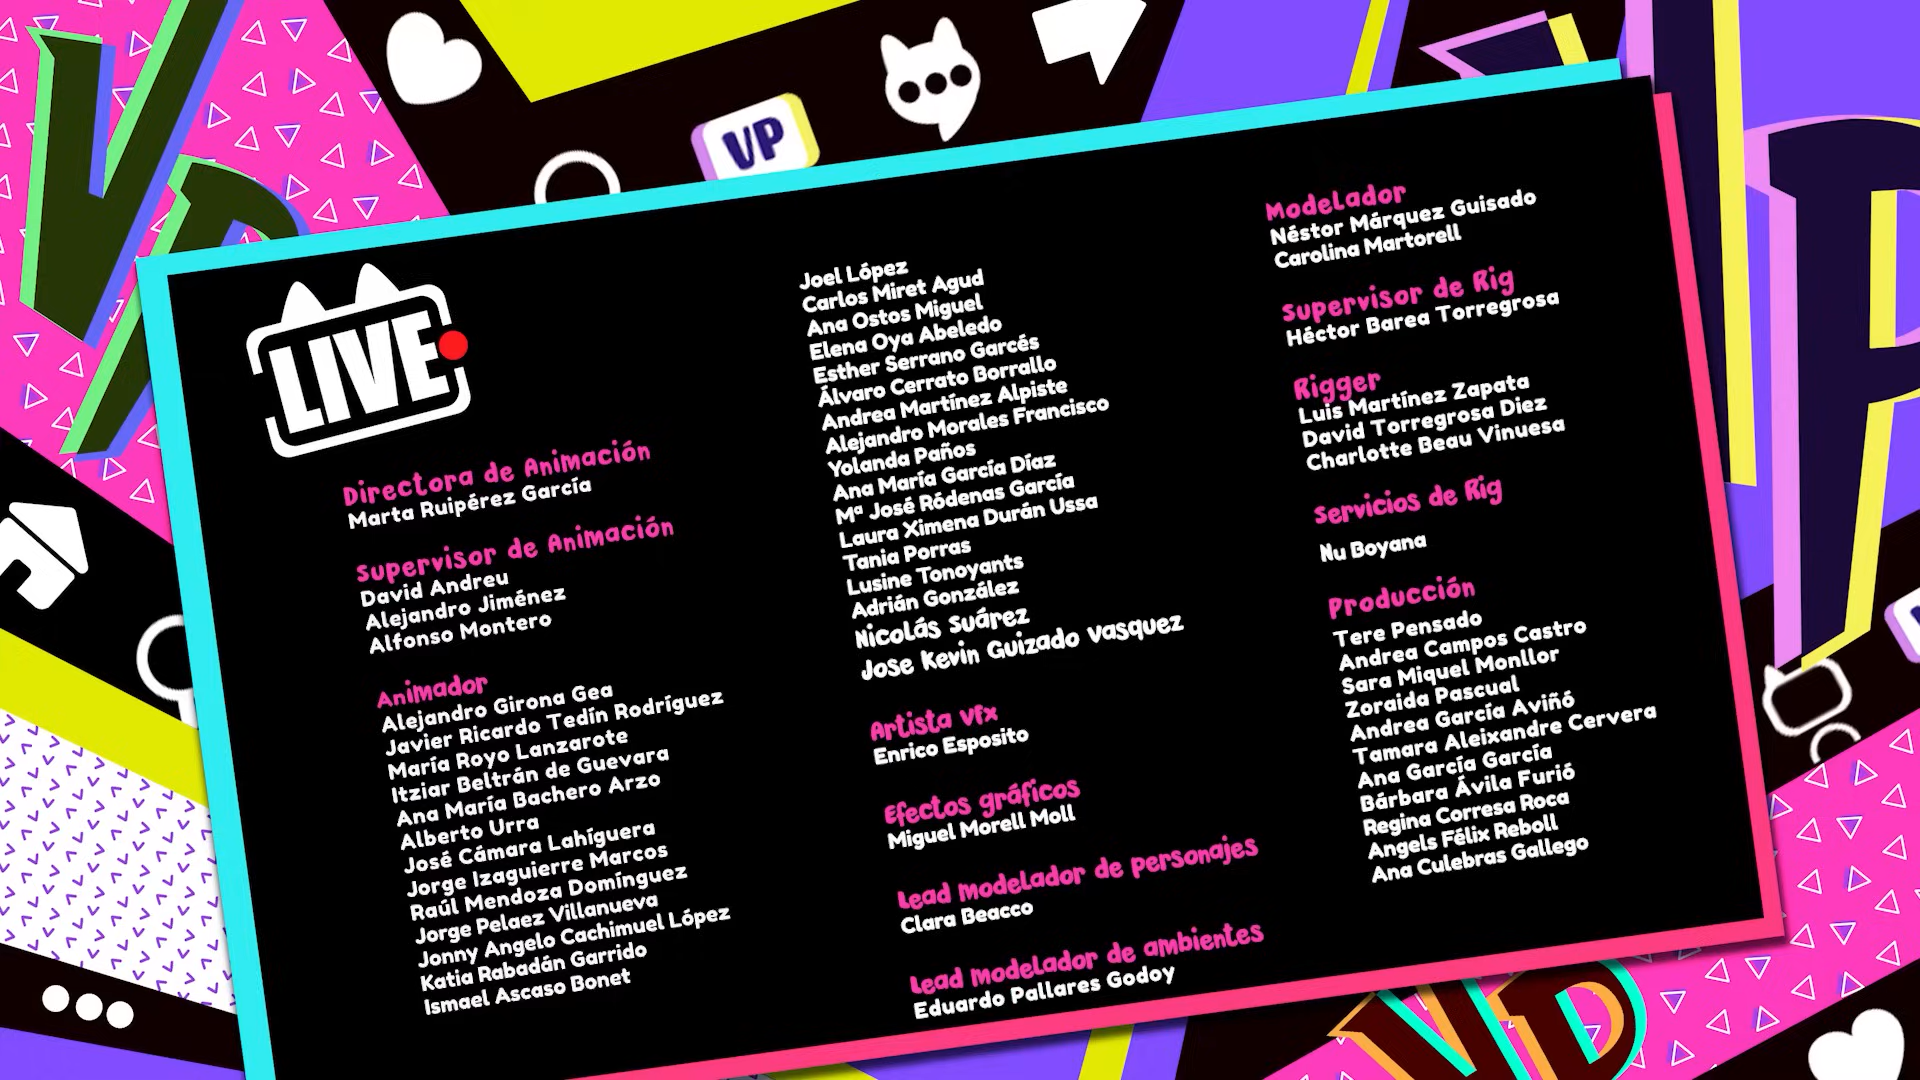 VP
VP
LIVE
Directora de Animación
Marta Ruipérez García
Supervisor de Animación
David Andreu
Alejandro Jiménez
Alfonso Montero
Animador
Alejandro Girona Gea
Javier Ricardo Tedín Rodríguez
María Royo Lanzarote
Itziar Beltrán de Guevara
Ana María Bachero Arzo
Alberto Urra
José Cámara Lahíguera
Jorge Izaguierre Marcos
Raúl Mendoza Domínguez
Jorge Pelaez Villanueva
Jonny Angelo Cachimuel López
Katia Rabadán Garrido
Ismael Ascaso Bonet
Joel López
Carlos Miret Agud
Ana Ostos Miguel
Elena Oya Abeledo
Esther Serrano Garcés
Álvaro Cerrato Borrallo
Andrea Martínez Alpiste
Alejandro Morales Francisco
Yolanda Paños
Ana María García Díaz
Mª José Ródenas García
Laura Ximena Durán Ussa
Tania Porras
Lusine Tonoyants
Adrián González
Nicolás Suárez
Jose Kevin Guizado Vasquez
Artista Vfx
Enrico Esposito
Efectos gráficos
Miguel Morell Moll
Lead modelador de personajes
Clara Beacco
Lead modelador de ambientes
Eduardo Pallares Godoy
Modelador
Néstor Márquez Guisado
Carolina Martorell
Supervisor de Rig
Héctor Barea Torregrosa
Rigger
Luis Martínez Zapata
David Torregrosa Diez
Charlotte Beau Vinuesa
Servicios de Rig
Nu Boyana
Producción
Tere Pensado
Andrea Campos Castro
Sara Miquel Monllor
Zoraida Pascual
Andrea García Aviñó
Tamara Aleixandre Cervera
Ana García García
Bárbara Ávila Furió
Regina Corresa Roca
Angels Félix Reboll
Ana Culebras Gallego
VP